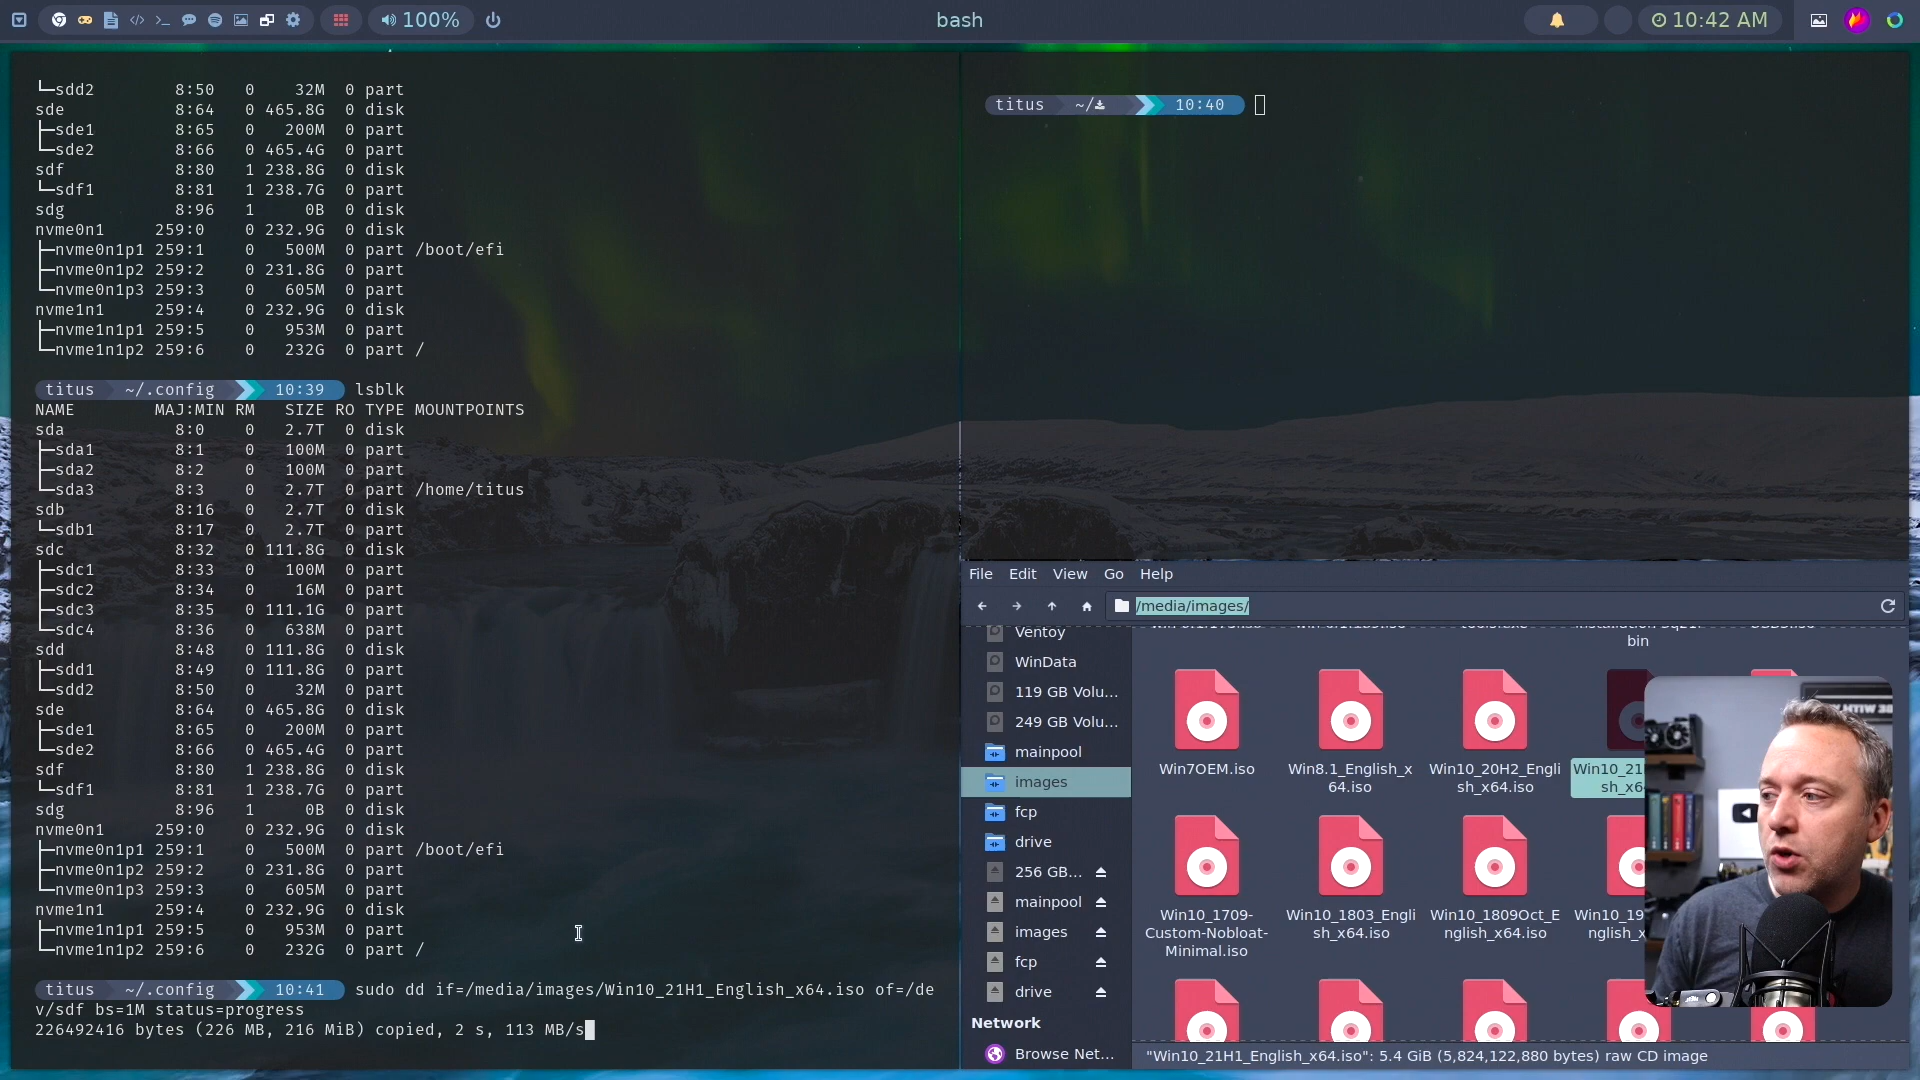 100%
bash
10:42 AM
└─sdd2 8:50 0 32M 0 part
sde 8:64 0 465.8G 0 disk
├─sde1 8:65 0 200M 0 part
└─sde2 8:66 0 465.4G 0 part
sdf 8:80 1 238.8G 0 disk
└─sdf1 8:81 1 238.7G 0 part
sdg 8:96 1 0B 0 disk
nvme0n1 259:0 0 232.9G 0 disk
├─nvme0n1p1 259:1 0 500M 0 part /boot/efi
├─nvme0n1p2 259:2 0 231.8G 0 part
└─nvme0n1p3 259:3 0 605M 0 part
nvme1n1 259:4 0 232.9G 0 disk
├─nvme1n1p1 259:5 0 953M 0 part
└─nvme1n1p2 259:6 0 232G 0 part /
titus ~/.config 10:39 lsblk
NAME MAJ:MIN RM SIZE RO TYPE MOUNTPOINTS
sda 8:0 0 2.7T 0 disk
├─sda1 8:1 0 100M 0 part
├─sda2 8:2 0 100M 0 part
└─sda3 8:3 0 2.7T 0 part /home/titus
sdb 8:16 0 2.7T 0 disk
└─sdb1 8:17 0 2.7T 0 part
sdc 8:32 0 111.8G 0 disk
├─sdc1 8:33 0 100M 0 part
├─sdc2 8:34 0 16M 0 part
├─sdc3 8:35 0 111.1G 0 part
└─sdc4 8:36 0 638M 0 part
sdd 8:48 0 111.8G 0 disk
├─sdd1 8:49 0 111.8G 0 part
└─sdd2 8:50 0 32M 0 part
sde 8:64 0 465.8G 0 disk
├─sde1 8:65 0 200M 0 part
└─sde2 8:66 0 465.4G 0 part
sdf 8:80 1 238.8G 0 disk
└─sdf1 8:81 1 238.7G 0 part
sdg 8:96 1 0B 0 disk
nvme0n1 259:0 0 232.9G 0 disk
├─nvme0n1p1 259:1 0 500M 0 part /boot/efi
├─nvme0n1p2 259:2 0 231.8G 0 part
└─nvme0n1p3 259:3 0 605M 0 part
nvme1n1 259:4 0 232.9G 0 disk
├─nvme1n1p1 259:5 0 953M 0 part
└─nvme1n1p2 259:6 0 232G 0 part /
titus ~/.config 10:41 sudo dd if=/media/images/Win10_21H1_English_x64.iso of=/de
v/sdf bs=1M status=progress
226492416 bytes (226 MB, 216 MiB) copied, 2 s, 113 MB/s
titus ~/ 10:40
File Edit View Go Help
/media/images/
Ventoy
WinData
119 GB Volu...
249 GB Volu...
mainpool
images
fcp
drive
256 GB...
mainpool
images
fcp
drive
Network
Browse Net...
bin
Win7OEM.iso
Win8.1_English_x
64.iso
Win10_20H2_Engli
sh_x64.iso
Win10_21
sh_x6
Win10_1709-
Custom-Nobloat-
Minimal.iso
Win10_1803_Engli
sh_x64.iso
Win10_1809Oct_E
nglish_x64.iso
Win10_19
nglish_x
"Win10_21H1_English_x64.iso": 5.4 GiB (5,824,122,880 bytes) raw CD image